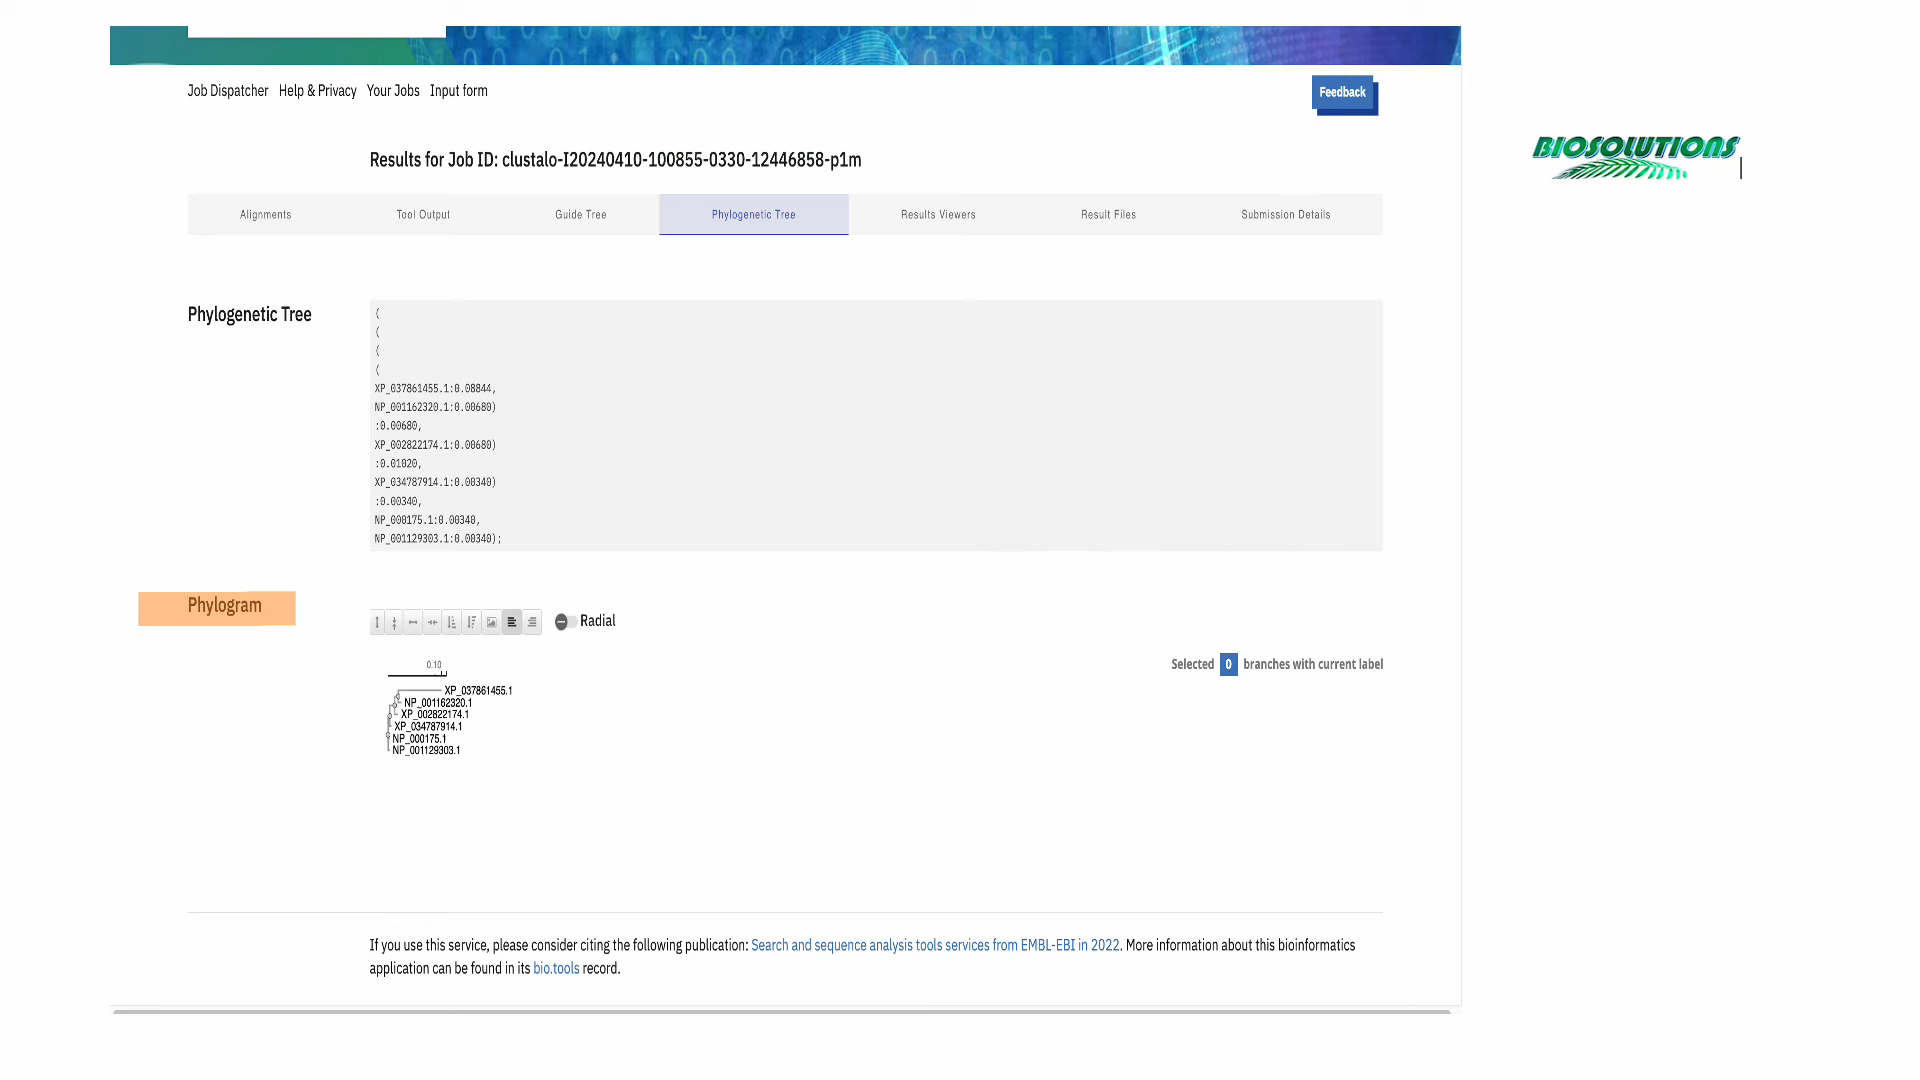 Job Dispatcher Help & Privacy Your Jobs Input form
Feedback
BIOSOLUTIONS
Results for Job ID: clustalo-I20240410-100855-0330-12446858-p1m
Alignments Tool Output Guide Tree Phylogenetic Tree Results Viewers Result Files Submission Details
Phylogenetic Tree
(
(
(
(
XP_037861455.1:0.08844,
NP_001162320.1:0.00680)
:0.00680,
XP_002822174.1:0.00680)
:0.01020,
XP_034787914.1:0.00340)
:0.00340,
NP_000175.1:0.00340,
NP_001129303.1:0.00340);
Phylogram
Radial
Selected 0 branches with current label
0.10
XP_037861455.1
NP_001162320.1
XP_002822174.1
XP_034787914.1
NP_000175.1
NP_001129303.1
If you use this service, please consider citing the following publication: Search and sequence analysis tools services from EMBL-EBI in 2022. More information about this bioinformatics
application can be found in its bio.tools record.